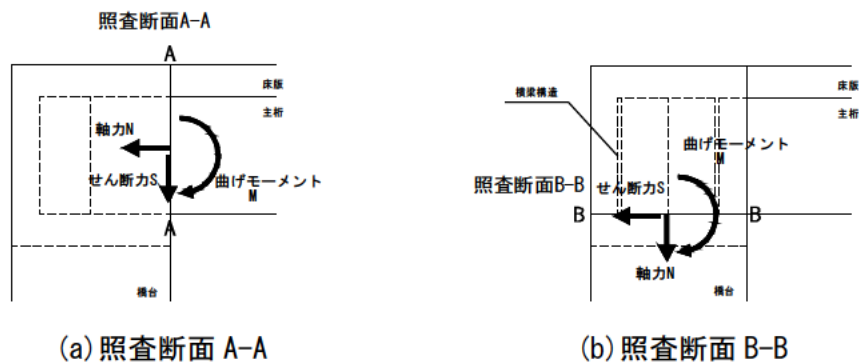 照査断面A-A
A
床版
主桁
軸力N
せん断力S
曲げモーメント
M
A
橋台
(a) 照査断面 A-A
床版
横梁構造
主桁
曲げモーメント
M
照査断面B-B
せん断力S
B
B
軸力N
橋台
(b) 照査断面 B-B